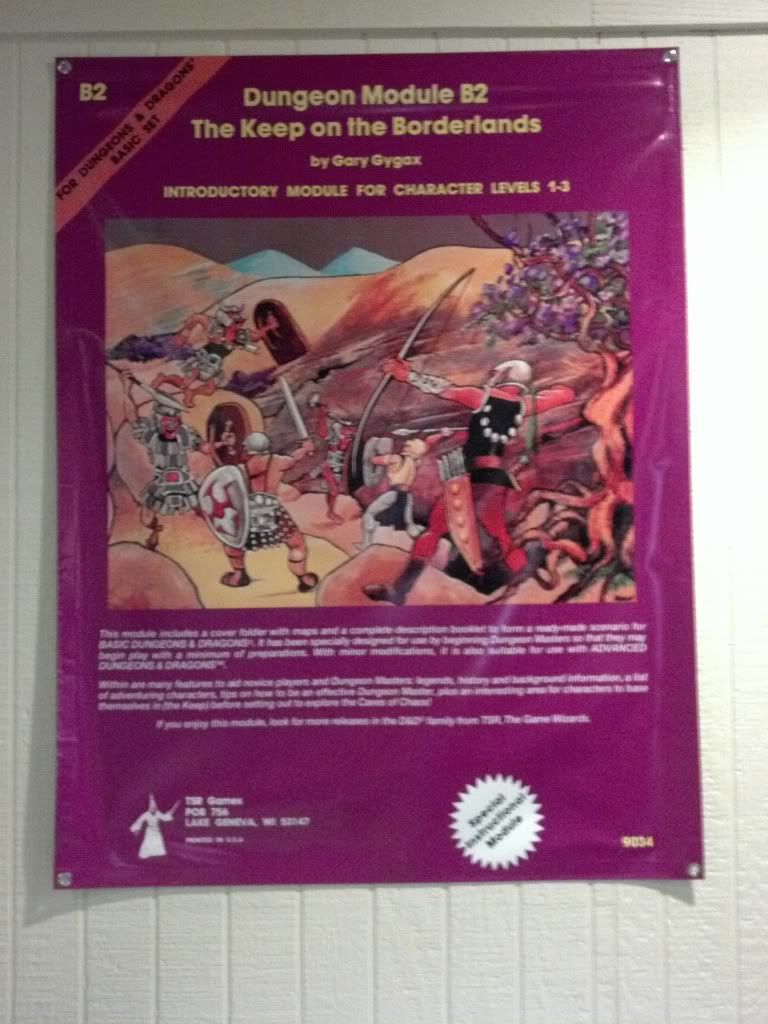 B2
FOR DUNGEONS & DRAGONS®
BASIC SET
Dungeon Module B2
The Keep on the Borderlands
by Gary Gygax
INTRODUCTORY MODULE FOR CHARACTER LEVELS 1-3
This module includes a cover folder with maps and a complete description booklet to form a ready-made scenario for
BASIC DUNGEONS & DRAGONS®. It has been specially designed for use by beginning Dungeon Masters so that they may
begin play with a minimum of preparations. With minor modifications, it is also suitable for use with ADVANCED
DUNGEONS & DRAGONS™.
Within are many features to aid novice players and Dungeon Masters: legends, history and background information, a list
of adventuring characters, tips on how to be an effective Dungeon Master, plus an interesting area for characters to base
themselves in (the Keep) before setting out to explore the Caves of Chaos!
If you enjoy this module, look for more releases in the D&D® family from TSR, The Game Wizards.
TSR Games
POB 756
LAKE GENEVA, WI 53147
PRINTED IN U.S.A.
Special
Instructional
Module
9034